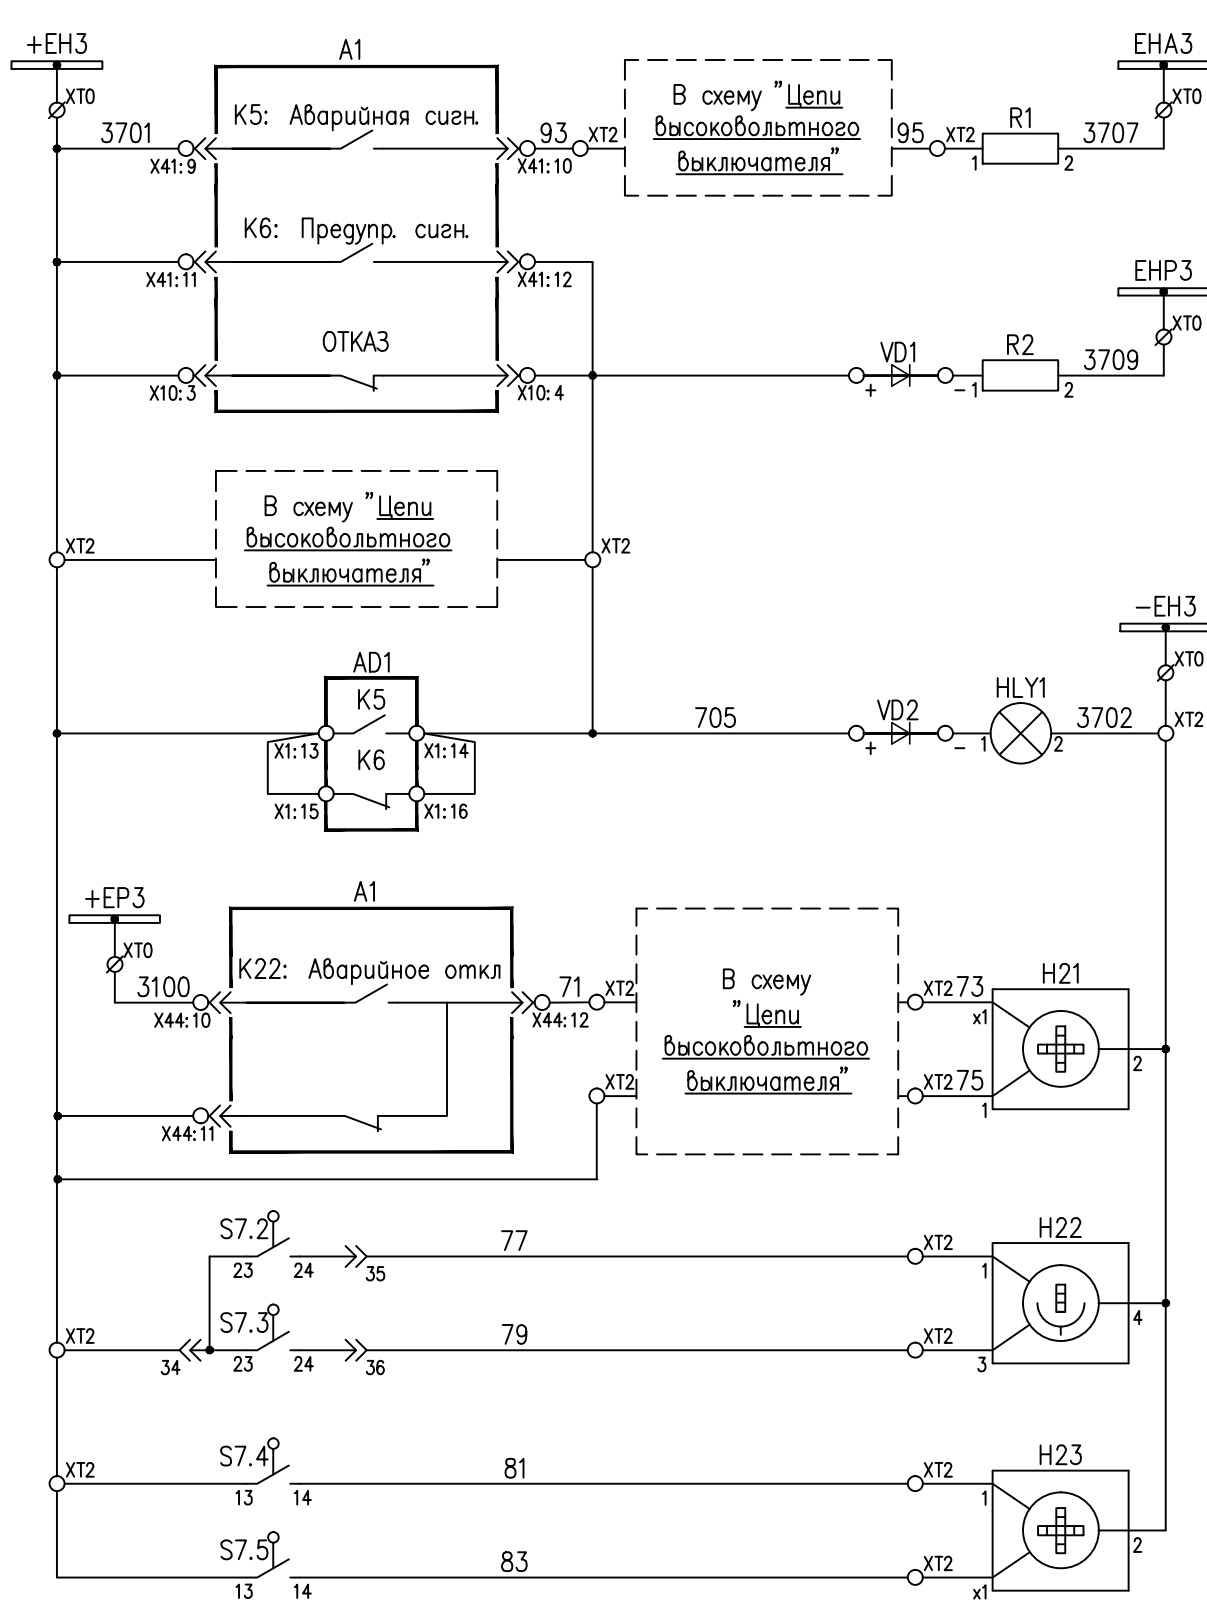 +EH3
A1
EHA3
XT0
K5: Аварийная сигн.
В схему "Цепи
высоковольтного
выключателя"
XT0
3701
X41:9
X41:10
93
XT2
95
XT2
R1
1
2
3707
K6: Предупр. сигн.
X41:11
X41:12
EHP3
XT0
ОТКАЗ
X10:3
X10:4
VD1
+
-
R2
1
2
3709
В схему "Цепи
высоковольтного
выключателя"
XT2
XT2
-EH3
XT0
AD1
K5
X1:13
X1:14
K6
X1:15
X1:16
705
VD2
+
-
HLY1
1
2
3702
XT2
+EP3
XT0
A1
K22: Аварийное откл
3100
X44:10
X44:12
71
XT2
В схему
"Цепи
высоковольтного
выключателя"
XT2
73
x1
H21
2
X44:11
XT2
XT2
75
1
S7.2
23
24
35
77
XT2
1
H22
4
XT2
34
S7.3
23
24
36
79
XT2
3
XT2
S7.4
13
14
81
XT2
1
H23
2
S7.5
13
14
83
XT2
x1